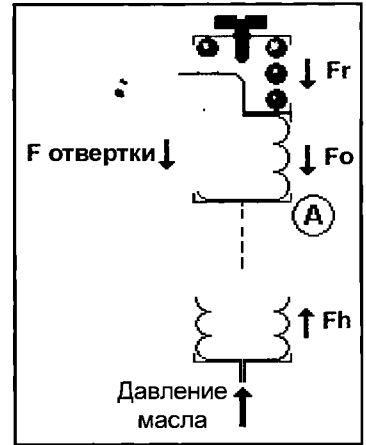 Fr
F отвертки
Fo
A
Fh
Давление
масла